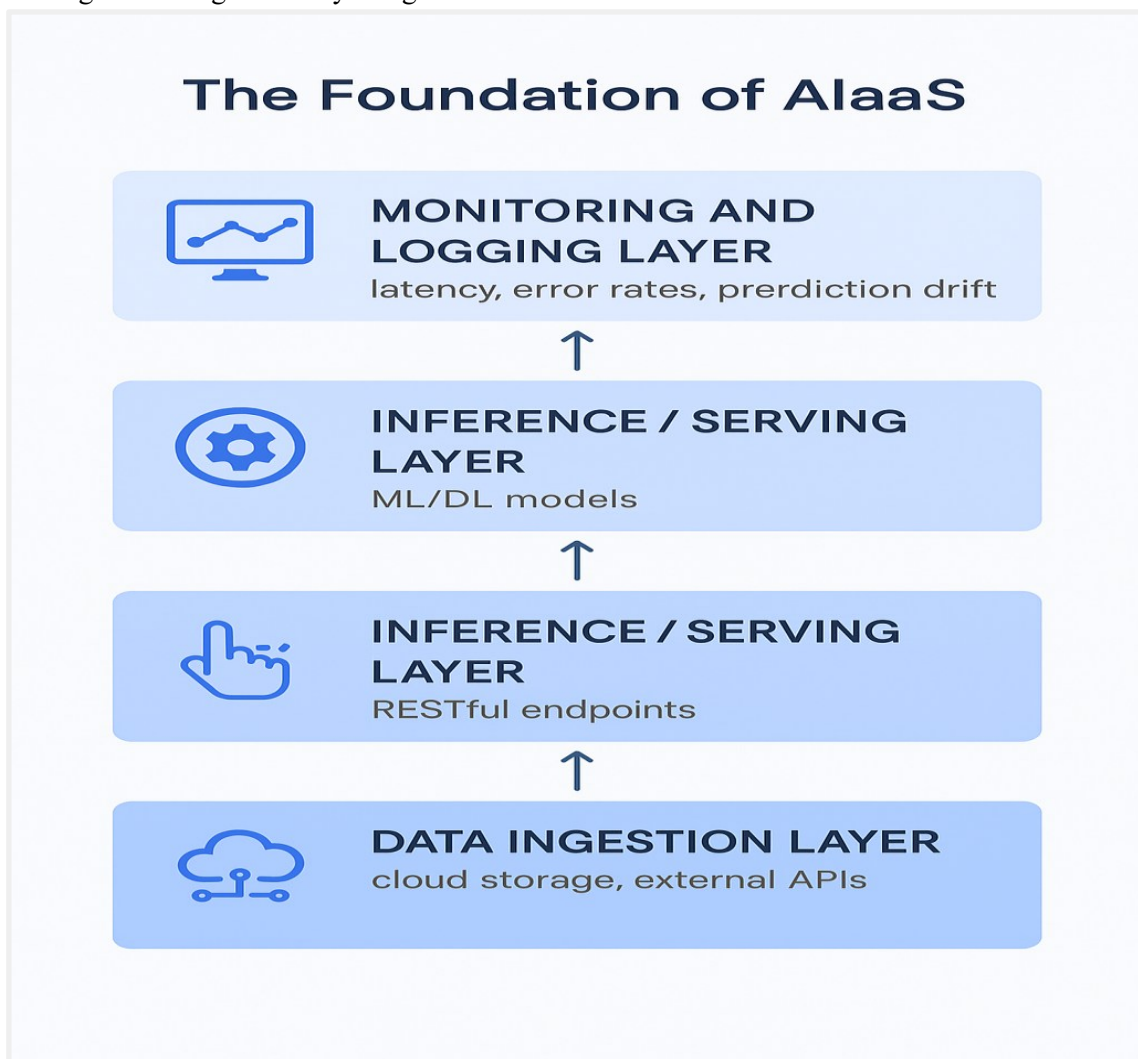 The Foundation of AIaaS
MONITORING AND
LOGGING LAYER
latency, error rates, prerdiction drift
INFERENCE / SERVING
LAYER
ML/DL models
INFERENCE / SERVING
LAYER
RESTful endpoints
DATA INGESTION LAYER
cloud storage, external APIs